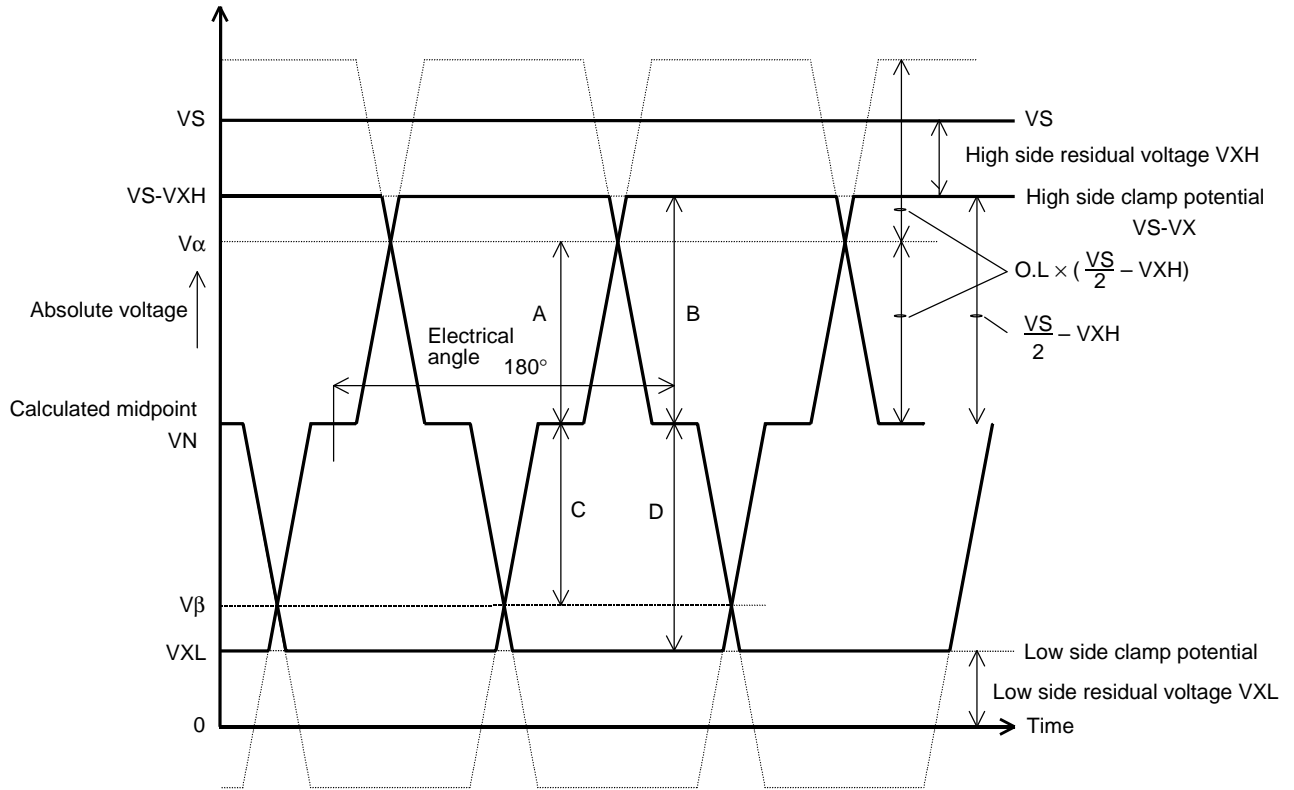 VS
VS
High side residual voltage VXH
VS-VXH
High side clamp potential
VS-VX
Vα
O.L × ( VS/2 – VXH)
Absolute voltage
A
B
Electrical
angle
180°
VS/2 – VXH
Calculated midpoint
VN
C
D
Vβ
VXL
Low side clamp potential
Low side residual voltage VXL
0
Time